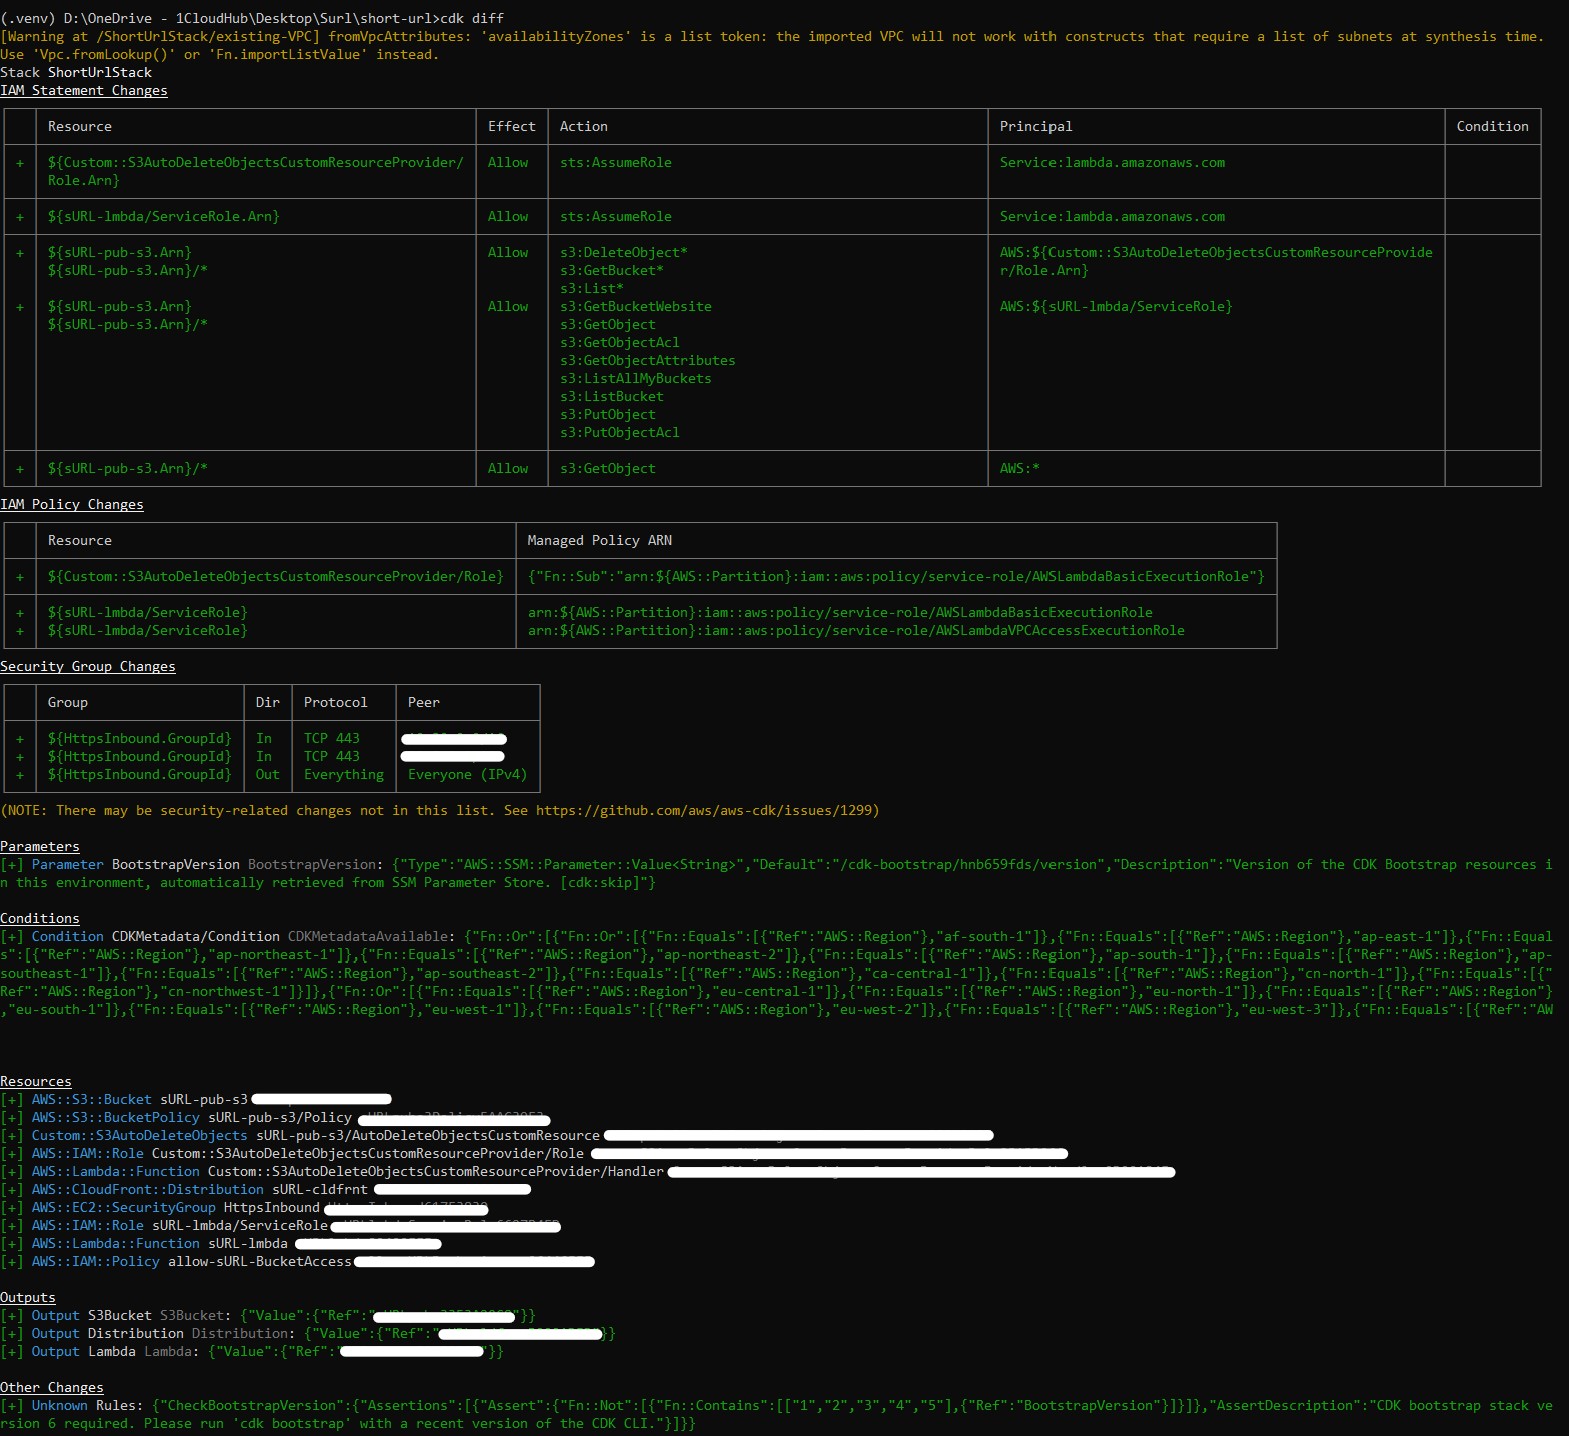 (.venv) D:\OneDrive - 1CloudHub\Desktop\Surl\short-url>cdk diff
[Warning at /ShortUrlStack/existing-VPC] fromVpcAttributes: 'availabilityZones' is a list token: the imported VPC will not work with constructs that require a list of subnets at synthesis time.
Use 'Vpc.fromLookup()' or 'Fn.importListValue' instead.
Stack ShortUrlStack
IAM Statement Changes
Resource Effect Action Principal Condition
+ ${Custom::S3AutoDeleteObjectsCustomResourceProvider/ Allow sts:AssumeRole Service:lambda.amazonaws.com
Role.Arn}
+ ${sURL-lmbda/ServiceRole.Arn} Allow sts:AssumeRole Service:lambda.amazonaws.com
+ ${sURL-pub-s3.Arn} Allow s3:DeleteObject* AWS:${Custom::S3AutoDeleteObjectsCustomResourceProvide
${sURL-pub-s3.Arn}/* s3:GetBucket* r/Role.Arn}
s3:List*
+ ${sURL-pub-s3.Arn} Allow s3:GetBucketWebsite AWS:${sURL-lmbda/ServiceRole}
${sURL-pub-s3.Arn}/* s3:GetObject
s3:GetObjectAcl
s3:GetObjectAttributes
s3:ListAllMyBuckets
s3:ListBucket
s3:PutObject
s3:PutObjectAcl
+ ${sURL-pub-s3.Arn}/* Allow s3:GetObject AWS:*
IAM Policy Changes
Resource Managed Policy ARN
+ ${Custom::S3AutoDeleteObjectsCustomResourceProvider/Role} {"Fn::Sub":"arn:${AWS::Partition}:iam::aws:policy/service-role/AWSLambdaBasicExecutionRole"}
+ ${sURL-lmbda/ServiceRole} arn:${AWS::Partition}:iam::aws:policy/service-role/AWSLambdaBasicExecutionRole
+ ${sURL-lmbda/ServiceRole} arn:${AWS::Partition}:iam::aws:policy/service-role/AWSLambdaVPCAccessExecutionRole
Security Group Changes
Group Dir Protocol Peer
+ ${HttpsInbound.GroupId} In TCP 443
+ ${HttpsInbound.GroupId} In TCP 443
+ ${HttpsInbound.GroupId} Out Everything Everyone (IPv4)
(NOTE: There may be security-related changes not in this list. See https://github.com/aws/aws-cdk/issues/1299)
Parameters
[+] Parameter BootstrapVersion BootstrapVersion: {"Type":"AWS::SSM::Parameter::Value<String>","Default":"/cdk-bootstrap/hnb659fds/version","Description":"Version of the CDK Bootstrap resources i
n this environment, automatically retrieved from SSM Parameter Store. [cdk:skip]"}
Conditions
[+] Condition CDKMetadata/Condition CDKMetadataAvailable: {"Fn::Or":[{"Fn::Or":[{"Fn::Equals":[{"Ref":"AWS::Region"},"af-south-1"]},{"Fn::Equals":[{"Ref":"AWS::Region"},"ap-east-1"]},{"Fn::Equal
s":[{"Ref":"AWS::Region"},"ap-northeast-1"]},{"Fn::Equals":[{"Ref":"AWS::Region"},"ap-northeast-2"]},{"Fn::Equals":[{"Ref":"AWS::Region"},"ap-south-1"]},{"Fn::Equals":[{"Ref":"AWS::Region"},"ap-
southeast-1"]},{"Fn::Equals":[{"Ref":"AWS::Region"},"ap-southeast-2"]},{"Fn::Equals":[{"Ref":"AWS::Region"},"ca-central-1"]},{"Fn::Equals":[{"Ref":"AWS::Region"},"cn-north-1"]},{"Fn::Equals":[{"
Ref":"AWS::Region"},"cn-northwest-1"]}]},{"Fn::Or":[{"Fn::Equals":[{"Ref":"AWS::Region"},"eu-central-1"]},{"Fn::Equals":[{"Ref":"AWS::Region"},"eu-north-1"]},{"Fn::Equals":[{"Ref":"AWS::Region"}
,"eu-south-1"]},{"Fn::Equals":[{"Ref":"AWS::Region"},"eu-west-1"]},{"Fn::Equals":[{"Ref":"AWS::Region"},"eu-west-2"]},{"Fn::Equals":[{"Ref":"AWS::Region"},"eu-west-3"]},{"Fn::Equals":[{"Ref":"AW
Resources
[+] AWS::S3::Bucket sURL-pub-s3
[+] AWS::S3::BucketPolicy sURL-pub-s3/Policy
[+] Custom::S3AutoDeleteObjects sURL-pub-s3/AutoDeleteObjectsCustomResource
[+] AWS::IAM::Role Custom::S3AutoDeleteObjectsCustomResourceProvider/Role
[+] AWS::Lambda::Function Custom::S3AutoDeleteObjectsCustomResourceProvider/Handler
[+] AWS::CloudFront::Distribution sURL-cldfrnt
[+] AWS::EC2::SecurityGroup HttpsInbound
[+] AWS::IAM::Role sURL-lmbda/ServiceRole
[+] AWS::Lambda::Function sURL-lmbda
[+] AWS::IAM::Policy allow-sURL-BucketAccess
Outputs
[+] Output S3Bucket S3Bucket: {"Value":{"Ref":" "}}
[+] Output Distribution Distribution: {"Value":{"Ref":" }}
[+] Output Lambda Lambda: {"Value":{"Ref": "}}
Other Changes
[+] Unknown Rules: {"CheckBootstrapVersion":{"Assertions":[{"Assert":{"Fn::Not":[{"Fn::Contains":[["1","2","3","4","5"],{"Ref":"BootstrapVersion"}]}]},"AssertDescription":"CDK bootstrap stack ve
rsion 6 required. Please run 'cdk bootstrap' with a recent version of the CDK CLI."}]}}